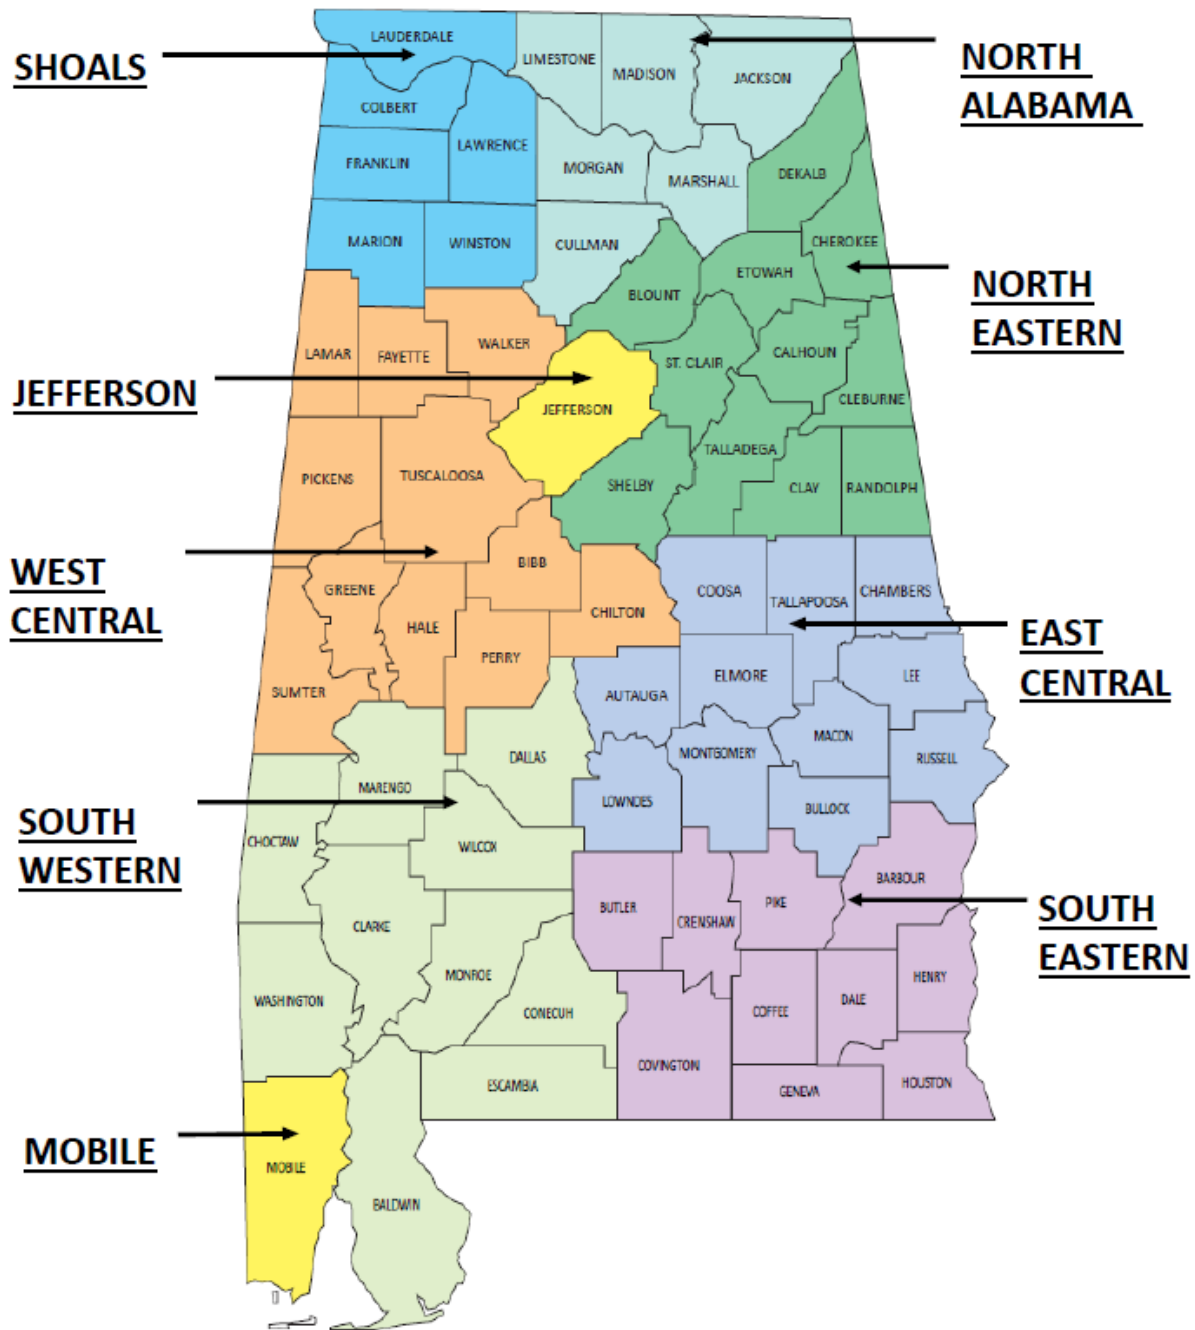 LAUDERDALE
SHOALS
LIMESTONE
MADISON
JACKSON
NORTH
ALABAMA
COLBERT
LAWRENCE
FRANKLIN
MORGAN
MARSHALL
DEKALB
MARION
WINSTON
CULLMAN
CHEROKEE
ETOWAH
BLOUNT
NORTH
EASTERN
LAMAR
FAYETTE
WALKER
ST. CLAIR
CALHOUN
JEFFERSON
JEFFERSON
CLEBURNE
PICKENS
TUSCALOOSA
TALLADEGA
SHELBY
CLAY
RANDOLPH
WEST
CENTRAL
BIBB
GREENE
COOSA
TALLAPOOSA
CHAMBERS
HALE
CHILTON
EAST
CENTRAL
PERRY
SUMTER
AUTAUGA
ELMORE
LEE
MACON
DALLAS
MONTGOMERY
RUSSELL
MARENGO
LOWNDES
BULLOCK
SOUTH
WESTERN
CHOCTAW
WILCOX
BARBOUR
BUTLER
PIKE
CRENSHAW
SOUTH
EASTERN
CLARKE
MONROE
HENRY
WASHINGTON
CONECUH
COFFEE
DALE
COVINGTON
ESCAMBIA
GENEVA
HOUSTON
MOBILE
MOBILE
BALDWIN